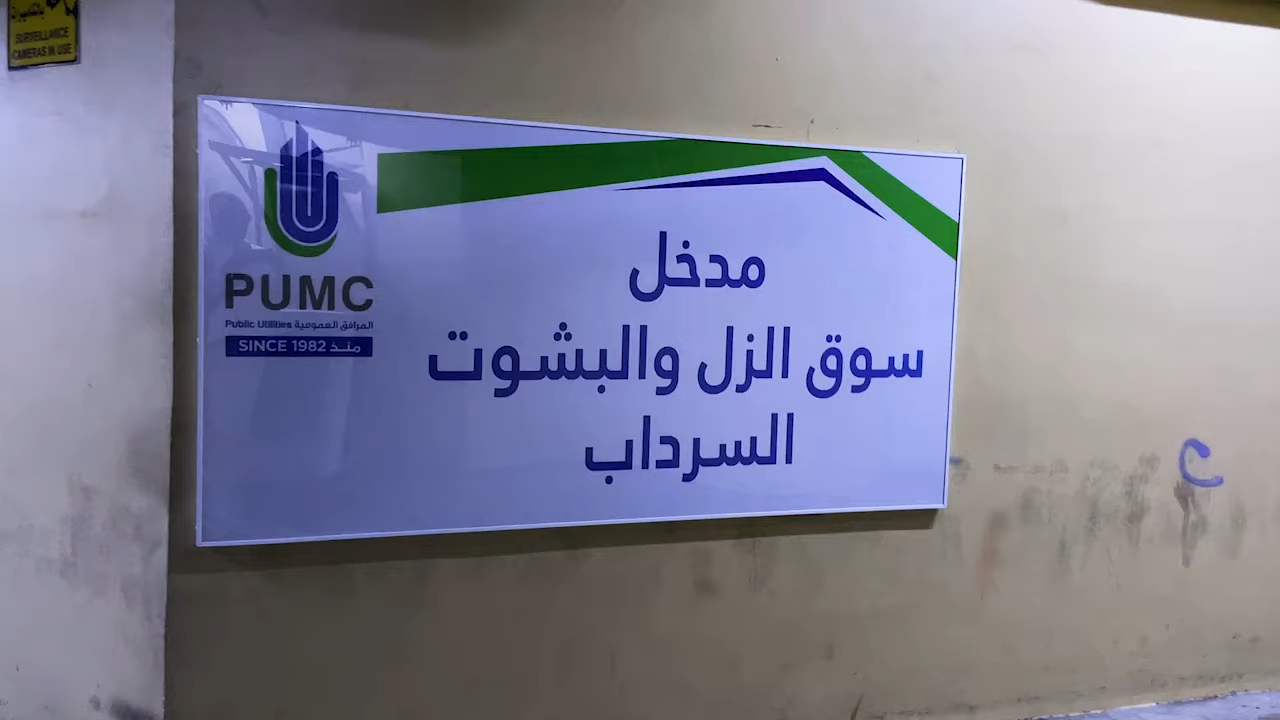 SURVEILLANCE
CAMERAS IN USE
PUMC
Public Utilities المرافق العمومية
SINCE 1982 منذ
مدخل
سوق الزل والبشوت
السرداب